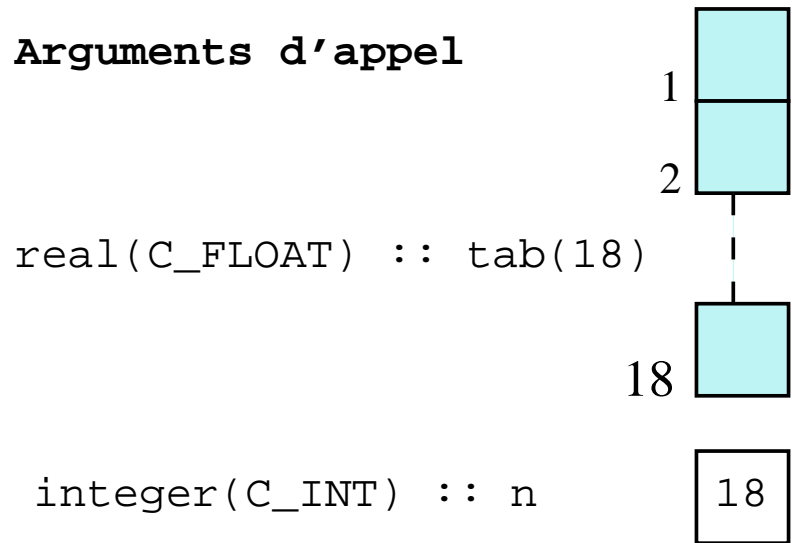 Arguments d’appel
1
2
real(C_FLOAT) :: tab(18)
18
integer(C_INT) :: n 18